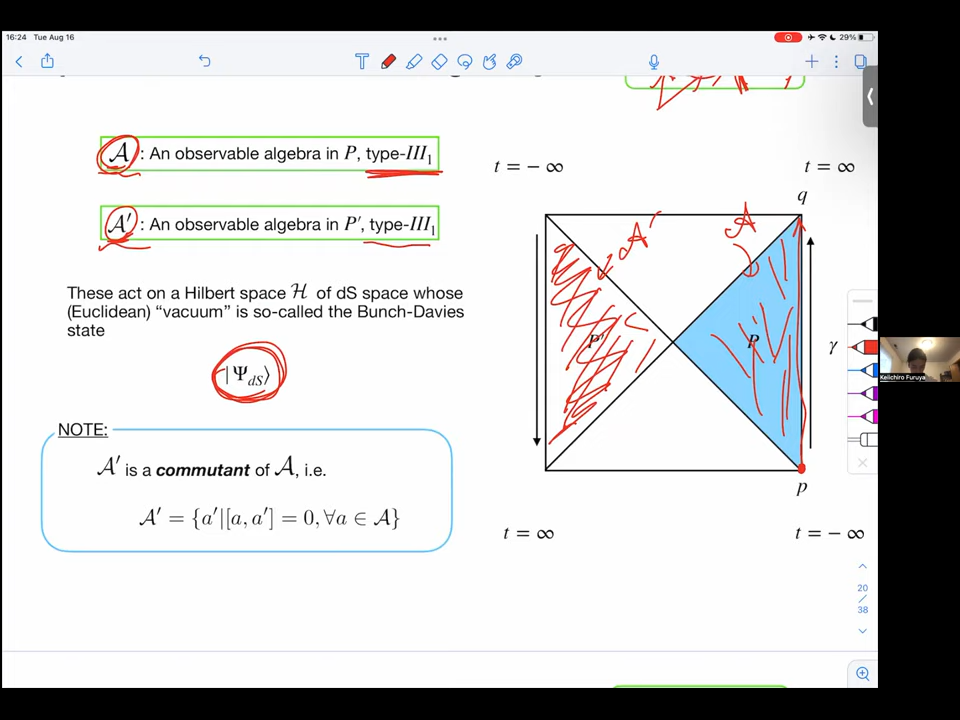 16:24 Tue Aug 16
29%
𝒜 : An observable algebra in P, type-III₁
𝒜′ : An observable algebra in P′, type-III₁
These act on a Hilbert space ℋ of dS space whose
(Euclidean) “vacuum” is so-called the Bunch-Davies
state
|Ψ_dS⟩
NOTE:
𝒜′ is a commutant of 𝒜, i.e.
𝒜′ = {a′|[a, a′] = 0, ∀a ∈ 𝒜}
t = − ∞
t = ∞
q
A′
A
P′
P
γ
p
t = ∞
t = − ∞
20
/
38
Keiichiro Furuya